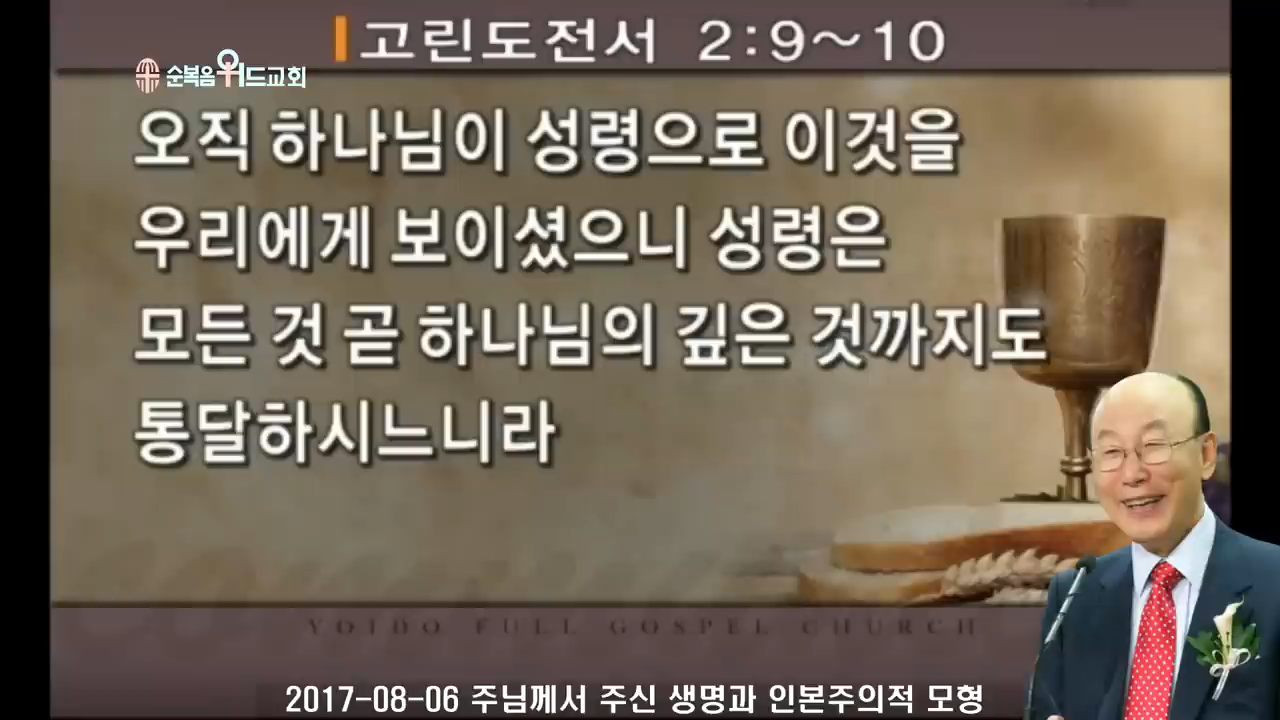 고린도전서 2:9~10
순복음위드교회
오직 하나님이 성령으로 이것을
우리에게 보이셨으니 성령은
모든 것 곧 하나님의 깊은 것까지도
통달하시느니라
YOIDO FULL GOSPEL CHURCH
2017-08-06 주님께서 주신 생명과 인본주의적 모형